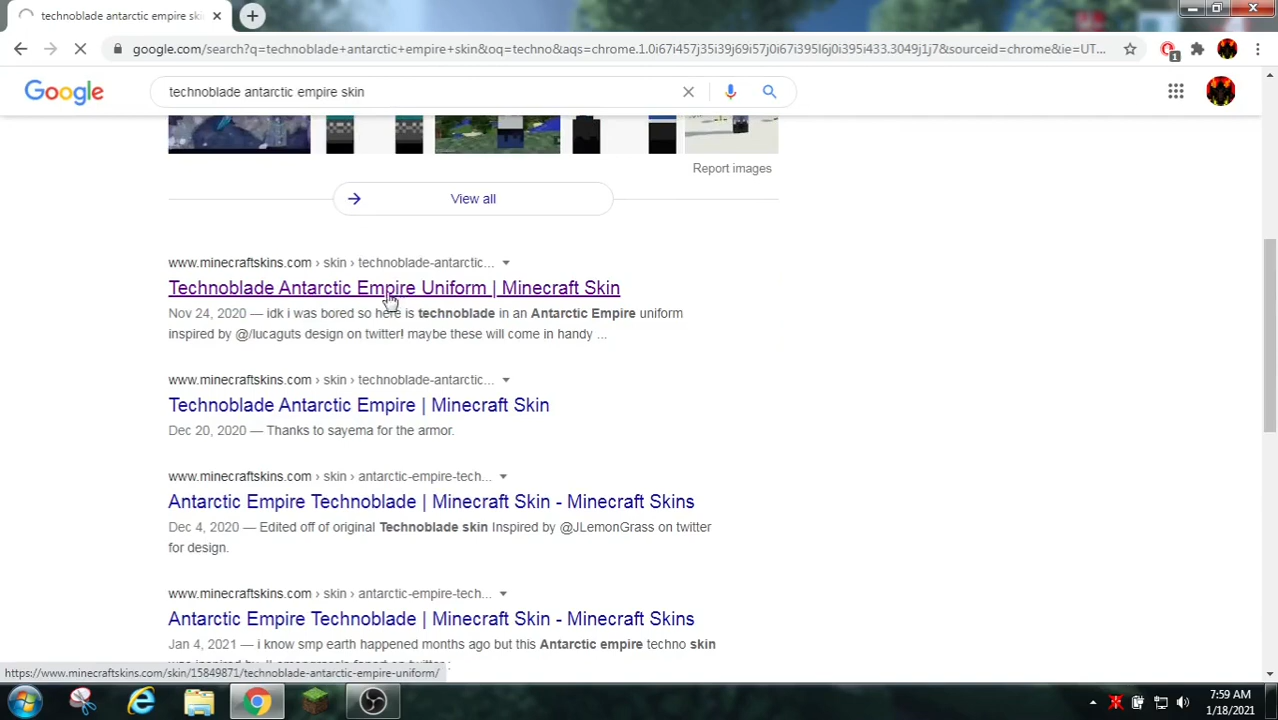 technoblade antarctic empire ski
google.com/search?q=technoblade+antarctic+empire+skin&oq=techno&aqs=chrome.1.0i67i457j35i39j69i57j0i67i395l6j0i395i433.3049j1j7&sourceid=chrome&ie=UT...
1
Google
technoblade antarctic empire skin
Report images
View all
www.minecraftskins.com › skin › technoblade-antarctic...
Technoblade Antarctic Empire Uniform | Minecraft Skin
Nov 24, 2020 — idk i was bored so here is technoblade in an Antarctic Empire uniform
inspired by @/lucaguts design on twitter! maybe these will come in handy ...
www.minecraftskins.com › skin › technoblade-antarctic...
Technoblade Antarctic Empire | Minecraft Skin
Dec 20, 2020 — Thanks to sayema for the armor.
www.minecraftskins.com › skin › antarctic-empire-tech...
Antarctic Empire Technoblade | Minecraft Skin - Minecraft Skins
Dec 4, 2020 — Edited off of original Technoblade skin Inspired by @JLemonGrass on twitter
for design.
www.minecraftskins.com › skin › antarctic-empire-tech...
Antarctic Empire Technoblade | Minecraft Skin - Minecraft Skins
Jan 4, 2021 — i know smp earth happened months ago but this Antarctic empire techno skin
https://www.minecraftskins.com/skin/15849871/technoblade-antarctic-empire-uniform/
7:59 AM
1/18/2021